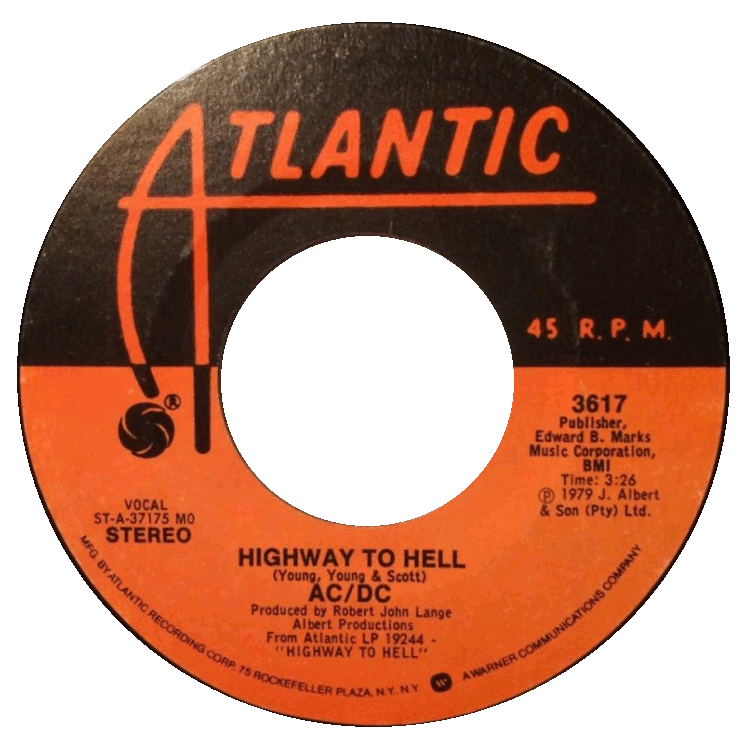 ATLANTIC
45 R.P.M.
®
3617
Publisher,
Edward B. Marks
Music Corporation,
BMI
Time: 3:26
℗ 1979 J. Albert
& Son (Pty) Ltd.
VOCAL
ST-A-37175 MO
STEREO
HIGHWAY TO HELL
(Young, Young & Scott)
AC/DC
Produced by Robert John Lange
Albert Productions
From Atlantic LP 19244 -
"HIGHWAY TO HELL"
MFG. BY ATLANTIC RECORDING CORP. 75 ROCKEFELLER PLAZA, N.Y. N.Y. A WARNER COMMUNICATIONS COMPANY